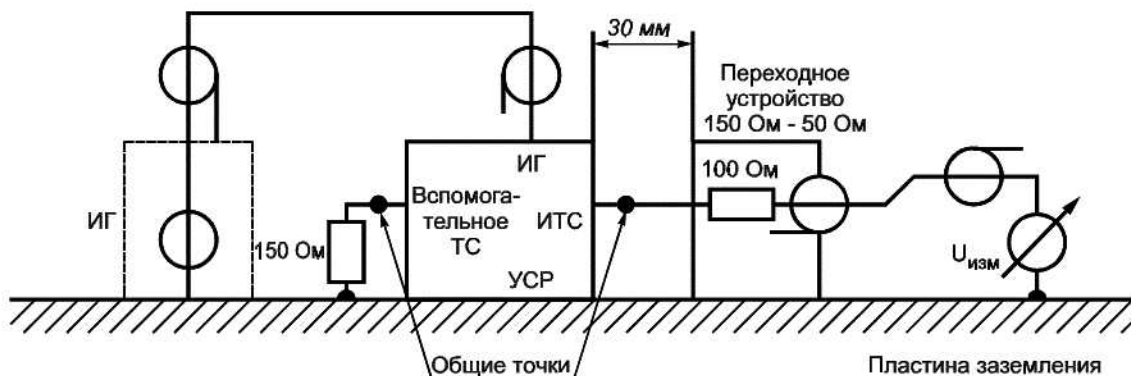 30 мм
Переходное
устройство
150 Ом - 50 Ом
ИГ
100 Ом
Вспомога-
тельное
ТС
ИТС
ИГ
150 Ом
УСР
Uизм
Общие точки
Пластина заземления